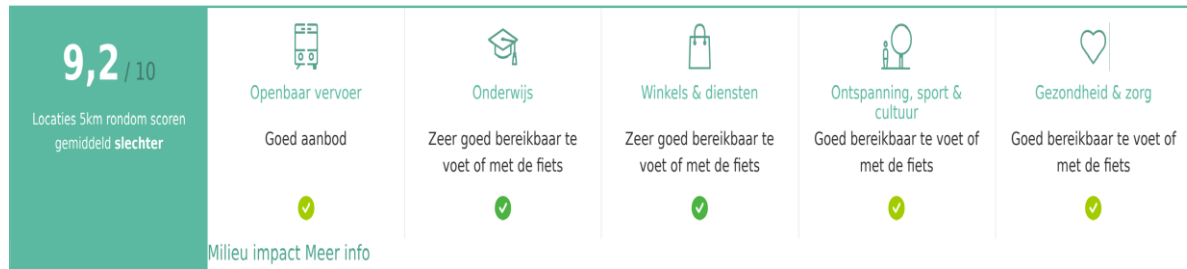 9,2 / 10
Locaties 5km rondom scoren
gemiddeld slechter
Openbaar vervoer
Goed aanbod
Onderwijs
Zeer goed bereikbaar te
voet of met de fiets
Winkels & diensten
Zeer goed bereikbaar te
voet of met de fiets
Ontspanning, sport &
cultuur
Goed bereikbaar te voet of
met de fiets
Gezondheid & zorg
Goed bereikbaar te voet of
met de fiets
Milieu impact Meer info